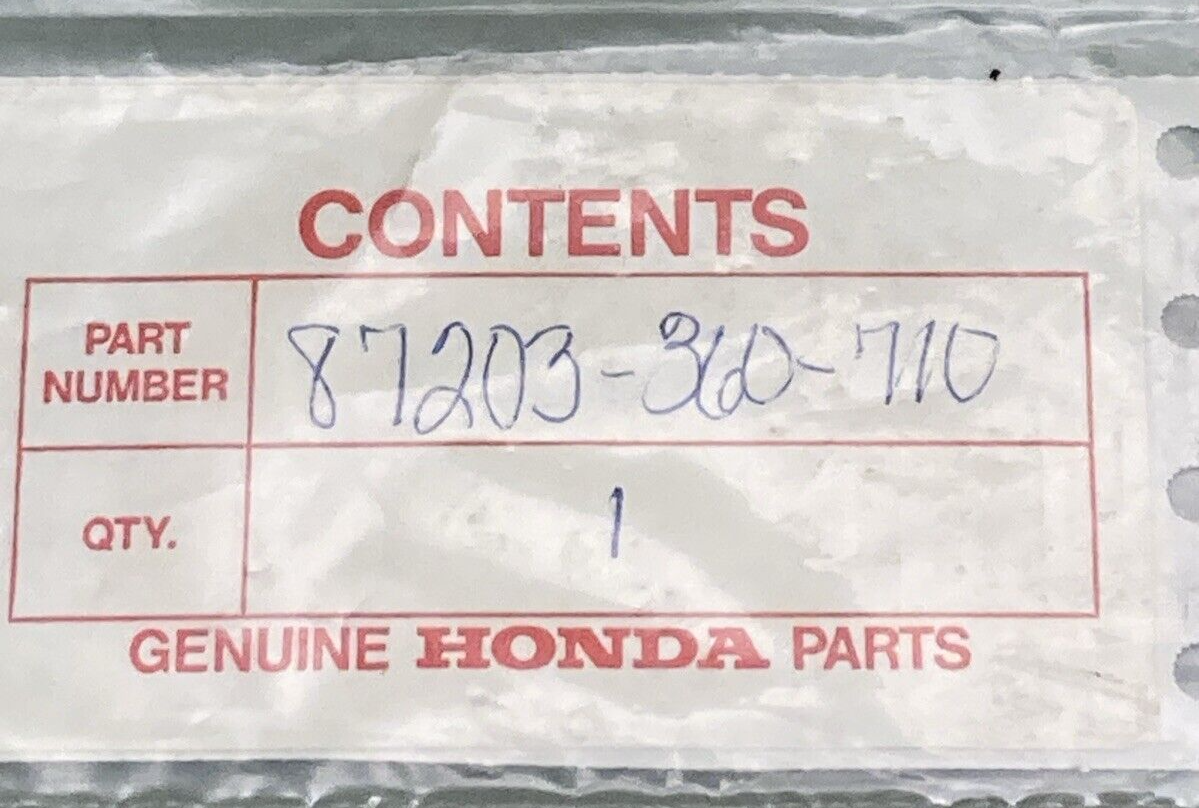 CONTENTS
PART NUMBER
87203-360-710
QTY.
1
GENUINE HONDA PARTS